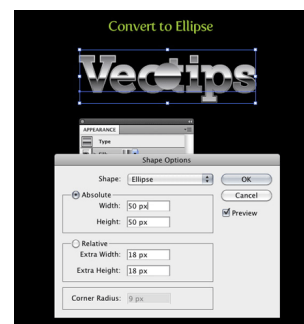 Convert to Ellipse
Vectips
APPEARANCE
Type
Shape Options
Shape: Ellipse
OK
Absolute
Cancel
Width: 50 px
Preview
Height: 50 px
Relative
Extra Width: 18 px
Extra Height: 18 px
Corner Radius: 9 px